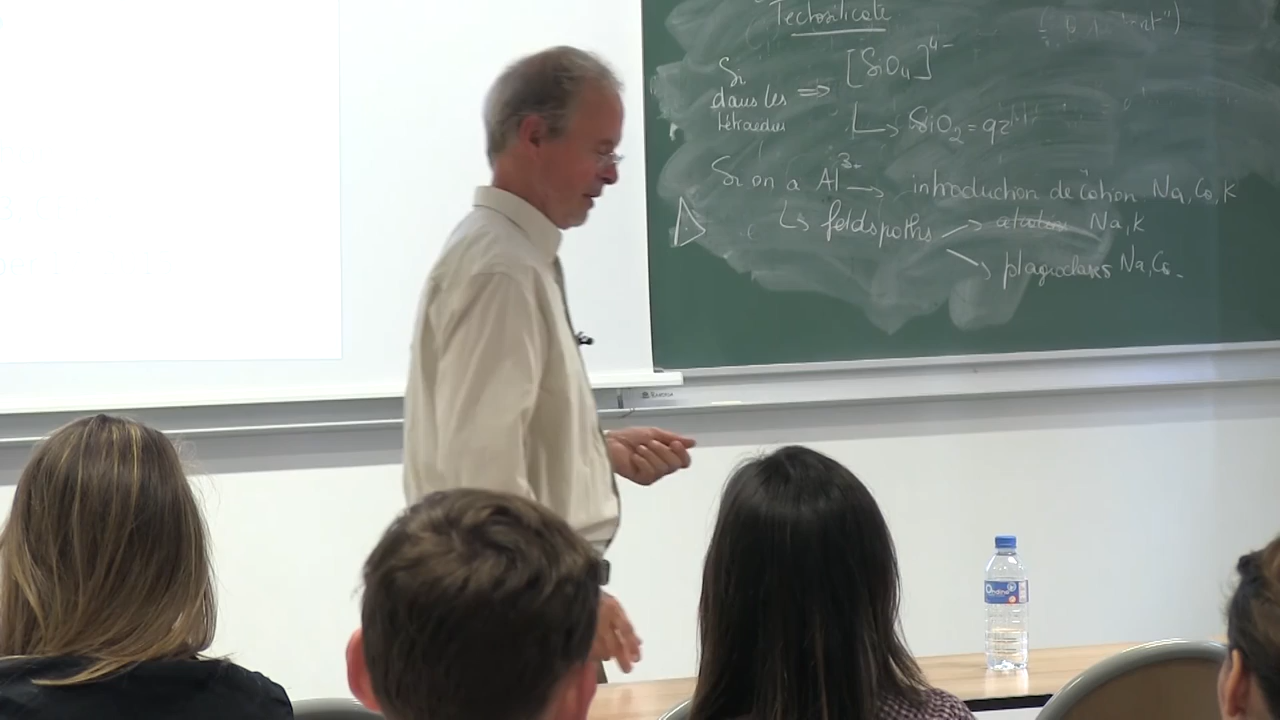 Tectosilicate
Si
dans les
tétraèdres
=> [SiO4]4-
↳ SiO2 = qz
Si on a Al3+ → introduction de cation Na, Ca, K
↳ feldspaths → Na, K
→ plagioclases Na, Ca
Ondine